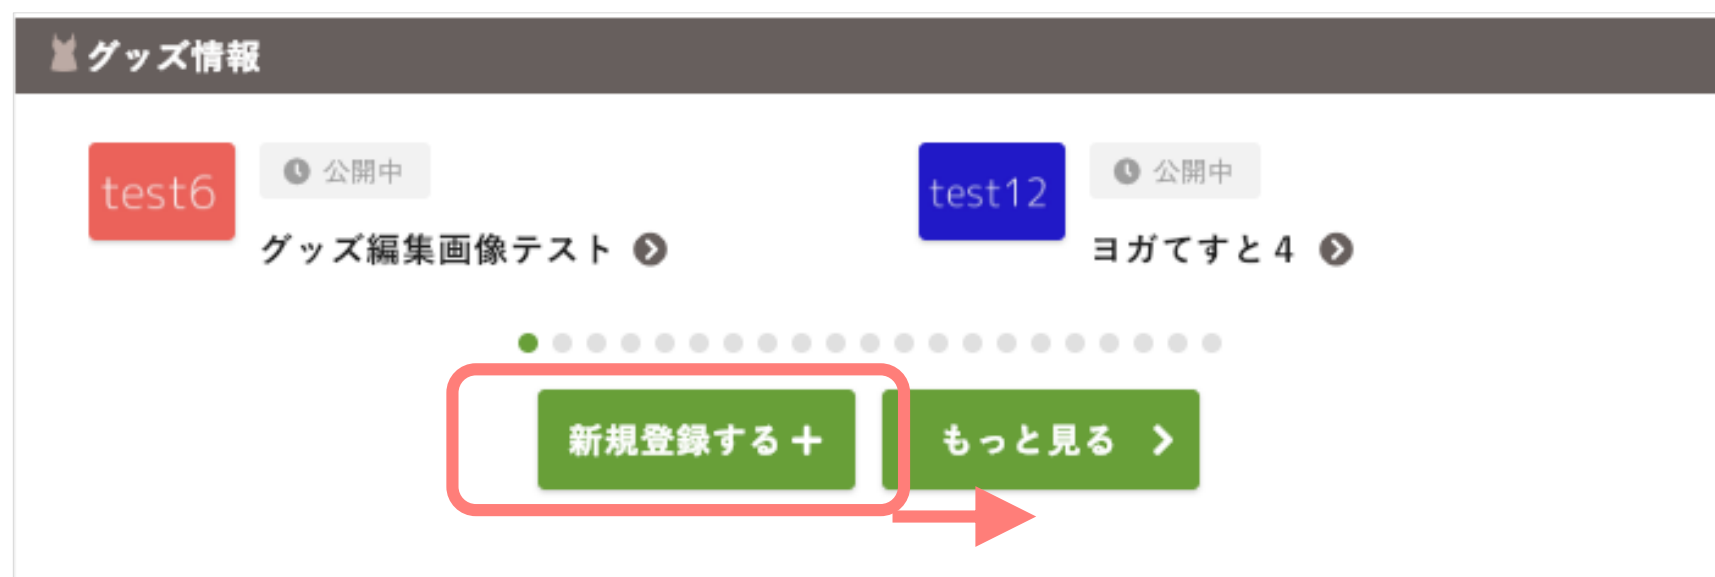 グッズ情報
test6
公開中
グッズ編集画像テスト
test12
公開中
ヨガてすと4
新規登録する+
もっと見る